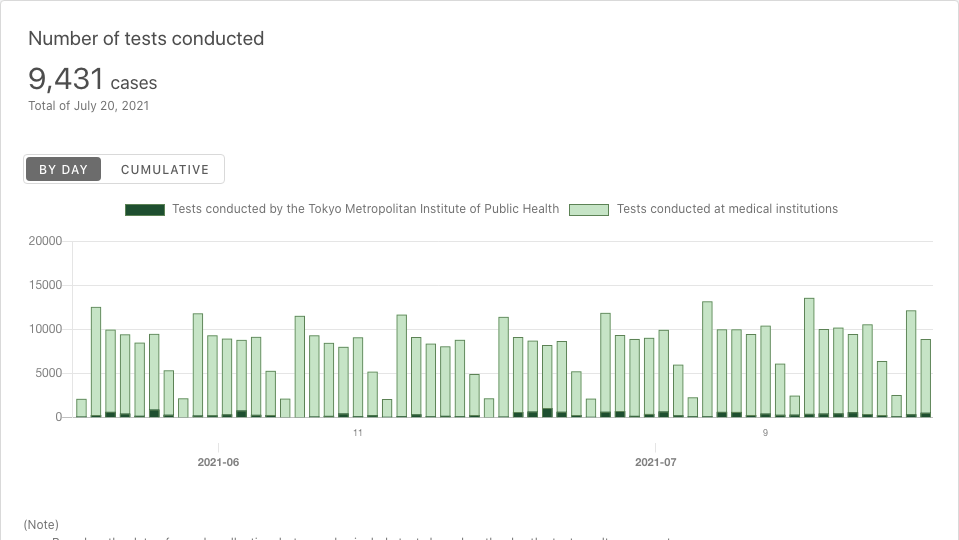 Number of tests conducted
9,431 cases
Total of July 20, 2021
BY DAY CUMULATIVE
Tests conducted by the Tokyo Metropolitan Institute of Public Health Tests conducted at medical institutions
20000
15000
10000
5000
0
11 9
2021-06 2021-07
(Note)